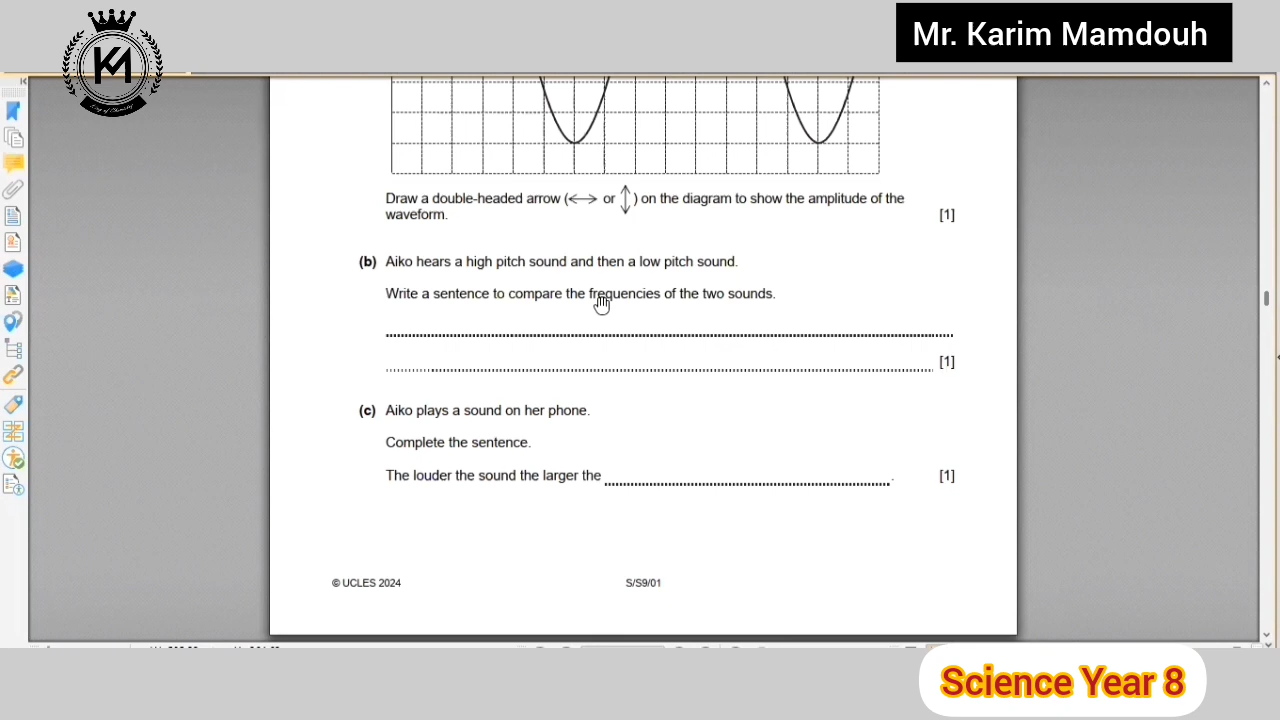 Mr. Karim Mamdouh
KM
Draw a double-headed arrow (↔ or ↕) on the diagram to show the amplitude of the
waveform. [1]
(b) Aiko hears a high pitch sound and then a low pitch sound.
Write a sentence to compare the frequencies of the two sounds.
[1]
(c) Aiko plays a sound on her phone.
Complete the sentence.
The louder the sound the larger the ........................ . [1]
© UCLES 2024 S/S9/01
Science Year 8